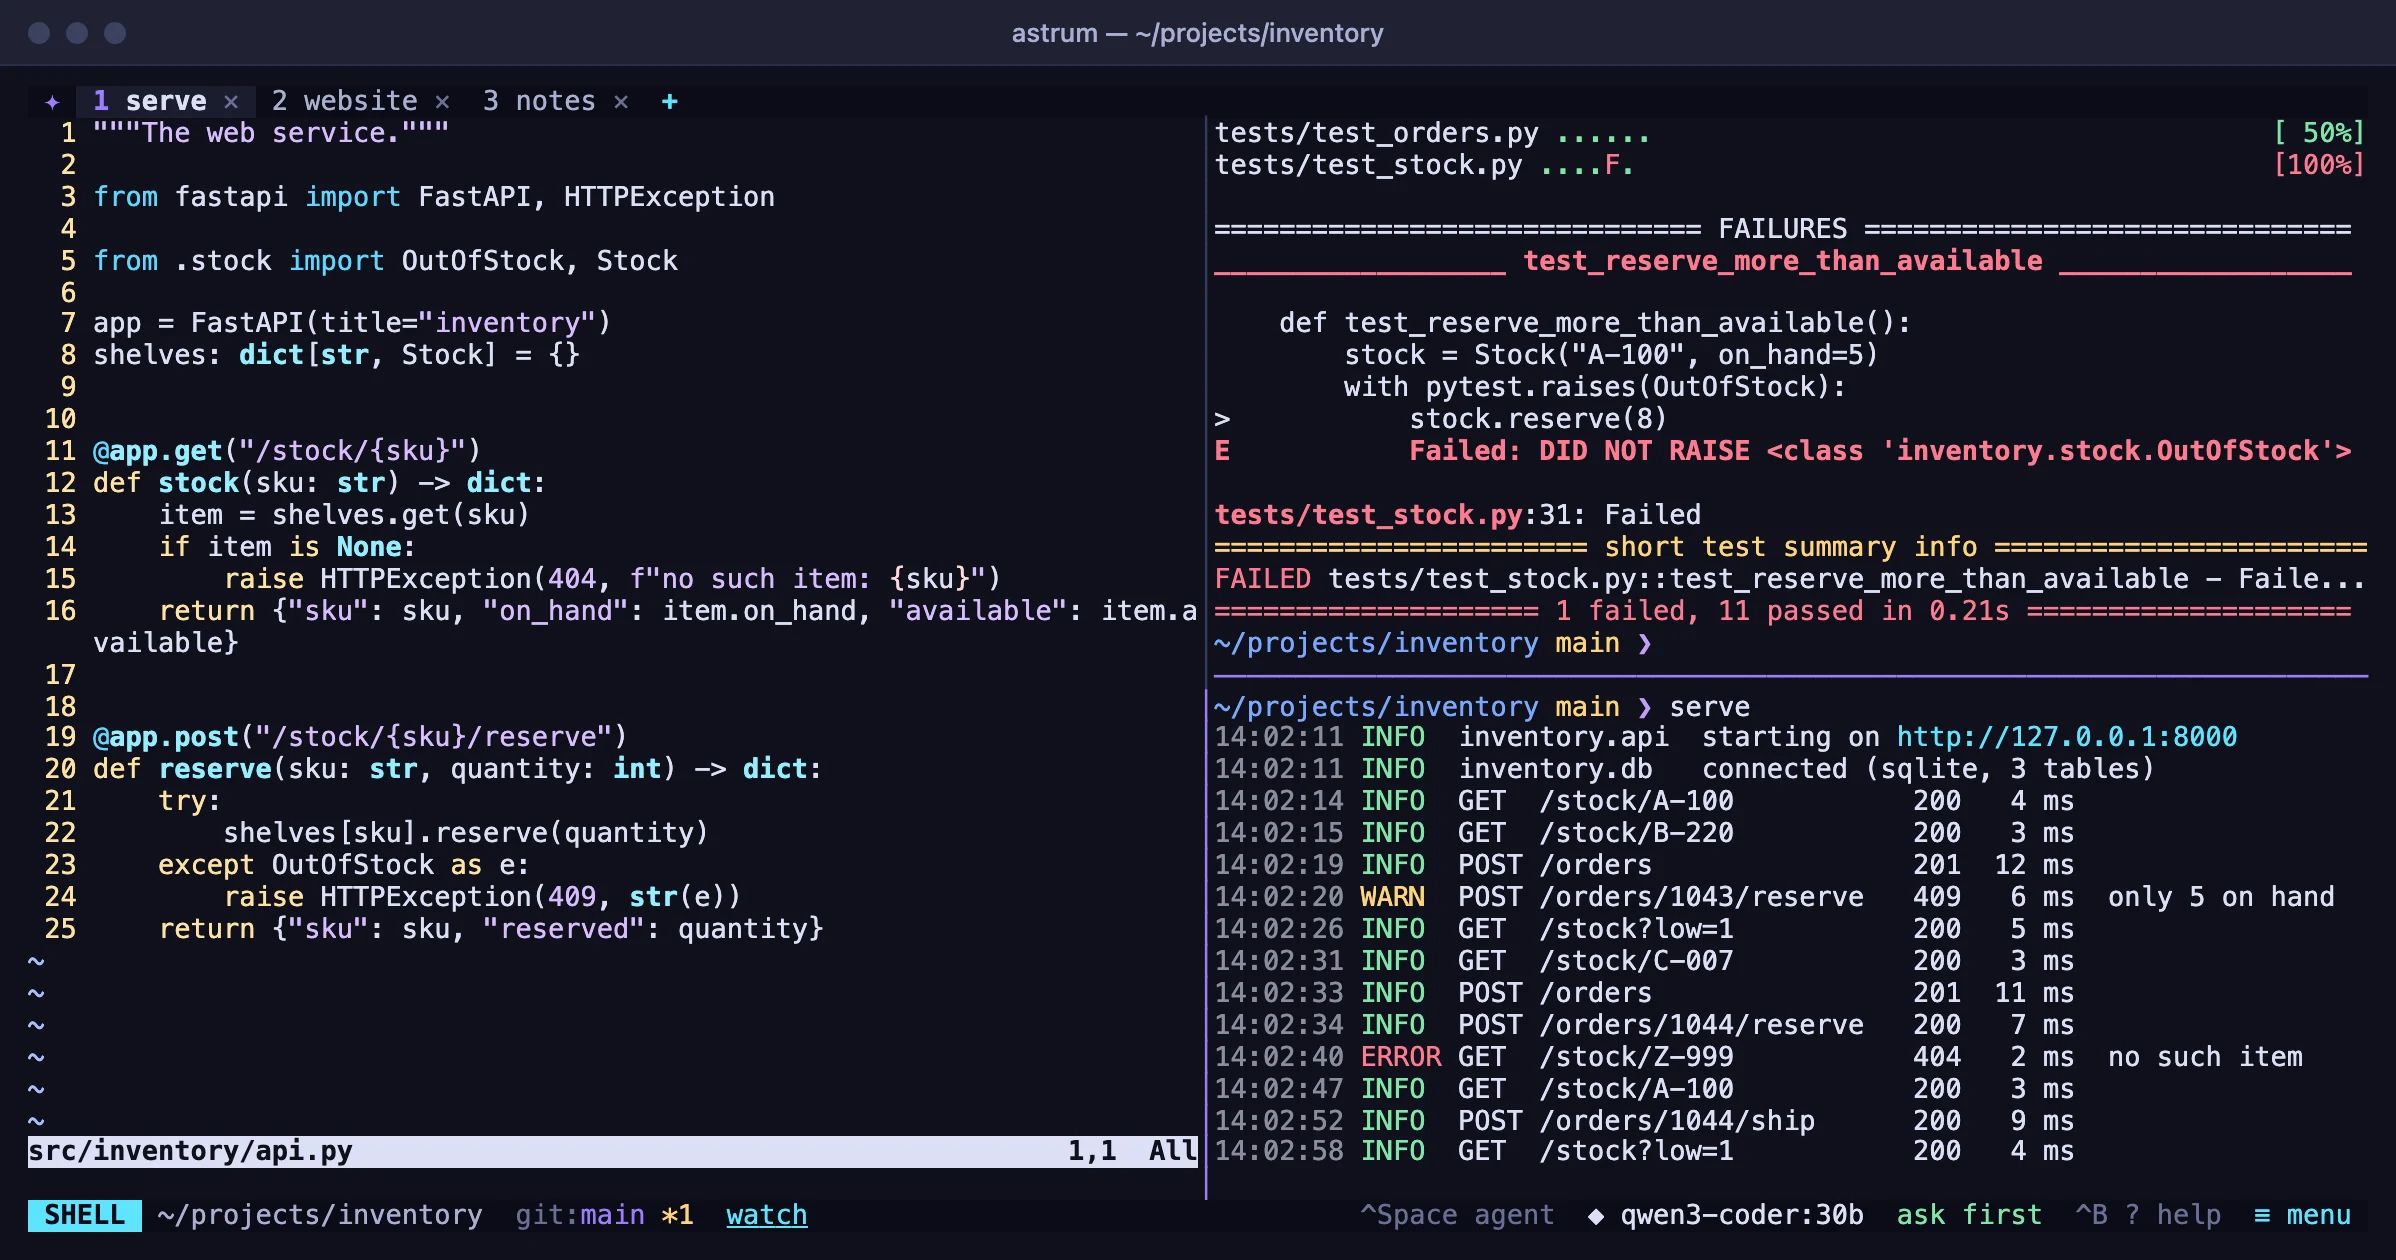 astrum — ~/projects/inventory
✦ 1 serve × 2 website × 3 notes × +
1 """The web service."""
2
3 from fastapi import FastAPI, HTTPException
4
5 from .stock import OutOfStock, Stock
6
7 app = FastAPI(title="inventory")
8 shelves: dict[str, Stock] = {}
9
10
11 @app.get("/stock/{sku}")
12 def stock(sku: str) -> dict:
13     item = shelves.get(sku)
14     if item is None:
15         raise HTTPException(404, f"no such item: {sku}")
16     return {"sku": sku, "on_hand": item.on_hand, "available": item.a
vailable}
17
18
19 @app.post("/stock/{sku}/reserve")
20 def reserve(sku: str, quantity: int) -> dict:
21     try:
22         shelves[sku].reserve(quantity)
23     except OutOfStock as e:
24         raise HTTPException(409, str(e))
25     return {"sku": sku, "reserved": quantity}
~
~
~
~
~
~
src/inventory/api.py 1,1 All
tests/test_orders.py ...... [ 50%]
tests/test_stock.py ....F. [100%]
============================== FAILURES ==============================
__________________ test_reserve_more_than_available __________________
    def test_reserve_more_than_available():
        stock = Stock("A-100", on_hand=5)
        with pytest.raises(OutOfStock):
>           stock.reserve(8)
E           Failed: DID NOT RAISE <class 'inventory.stock.OutOfStock'>
tests/test_stock.py:31: Failed
======================= short test summary info =======================
FAILED tests/test_stock.py::test_reserve_more_than_available - Faile...
==================== 1 failed, 11 passed in 0.21s ====================
~/projects/inventory main ❯
~/projects/inventory main ❯ serve
14:02:11 INFO  inventory.api  starting on http://127.0.0.1:8000
14:02:11 INFO  inventory.db   connected (sqlite, 3 tables)
14:02:14 INFO  GET  /stock/A-100           200   4 ms
14:02:15 INFO  GET  /stock/B-220           200   3 ms
14:02:19 INFO  POST /orders                201  12 ms
14:02:20 WARN  POST /orders/1043/reserve   409   6 ms  only 5 on hand
14:02:26 INFO  GET  /stock?low=1           200   5 ms
14:02:31 INFO  GET  /stock/C-007           200   3 ms
14:02:33 INFO  POST /orders                201  11 ms
14:02:34 INFO  POST /orders/1044/reserve   200   7 ms
14:02:40 ERROR GET  /stock/Z-999           404   2 ms  no such item
14:02:47 INFO  GET  /stock/A-100           200   3 ms
14:02:52 INFO  POST /orders/1044/ship      200   9 ms
14:02:58 INFO  GET  /stock?low=1           200   4 ms
SHELL ~/projects/inventory git:main *1 watch ^Space agent ◆ qwen3-coder:30b ask first ^B ? help ≡ menu